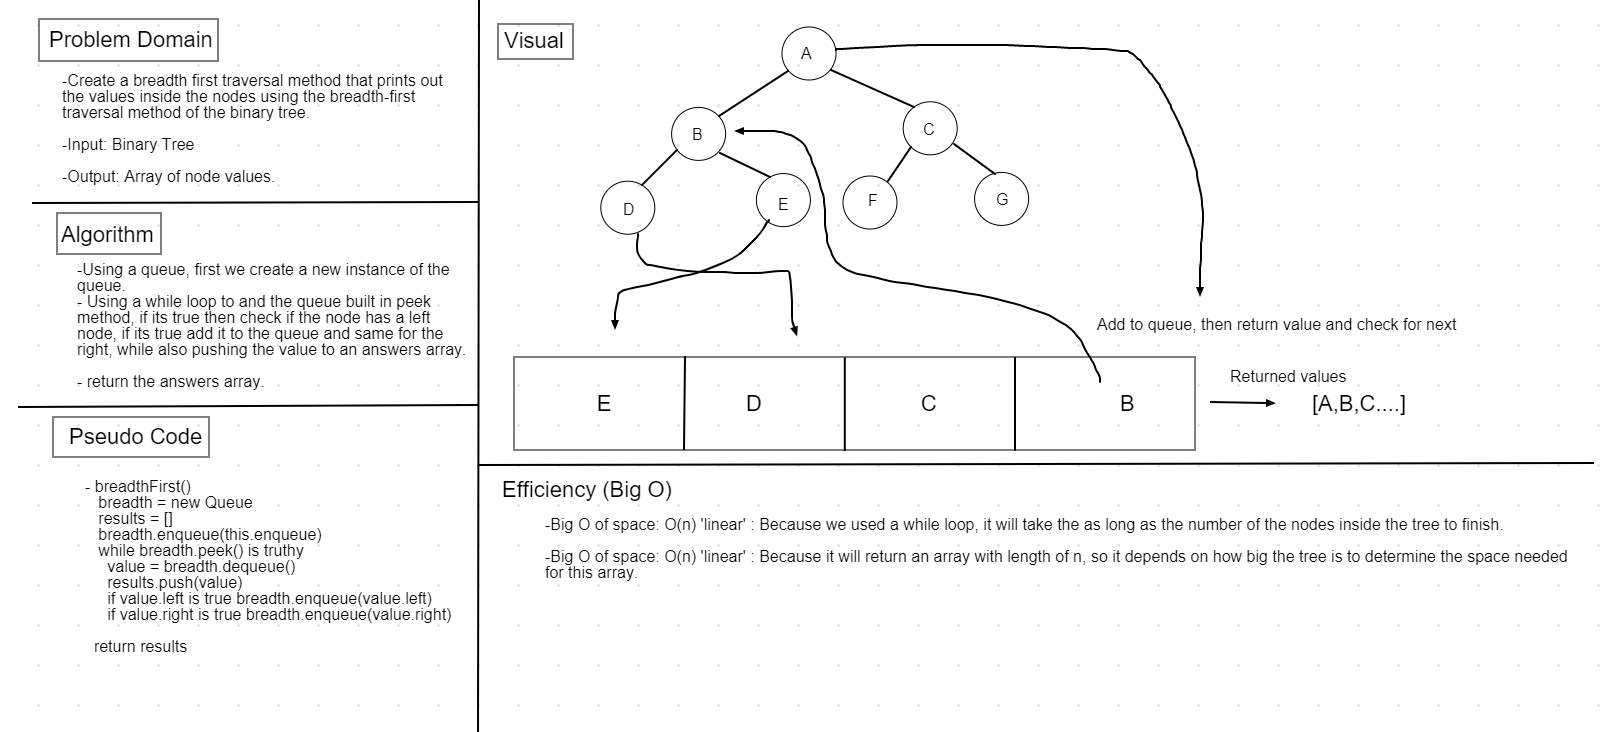 Problem Domain
-Create a breadth first traversal method that prints out
the values inside the nodes using the breadth-first
traversal method of the binary tree.
-Input: Binary Tree
-Output: Array of node values.
Algorithm
-Using a queue, first we create a new instance of the
queue.
- Using a while loop to and the queue built in peek
method, if its true then check if the node has a left
node, if its true add it to the queue and same for the
right, while also pushing the value to an answers array.
- return the answers array.
Pseudo Code
- breadthFirst()
breadth = new Queue
results = []
breadth.enqueue(this.enqueue)
while breadth.peek() is truthy
value = breadth.dequeue()
results.push(value)
if value.left is true breadth.enqueue(value.left)
if value.right is true breadth.enqueue(value.right)
return results
Visual
A
B
C
D
E
F
G
Add to queue, then return value and check for next
E
D
C
B
Returned values
[A,B,C....]
Efficiency (Big O)
-Big O of space: O(n) 'linear' : Because we used a while loop, it will take the as long as the number of the nodes inside the tree to finish.
-Big O of space: O(n) 'linear' : Because it will return an array with length of n, so it depends on how big the tree is to determine the space needed
for this array.